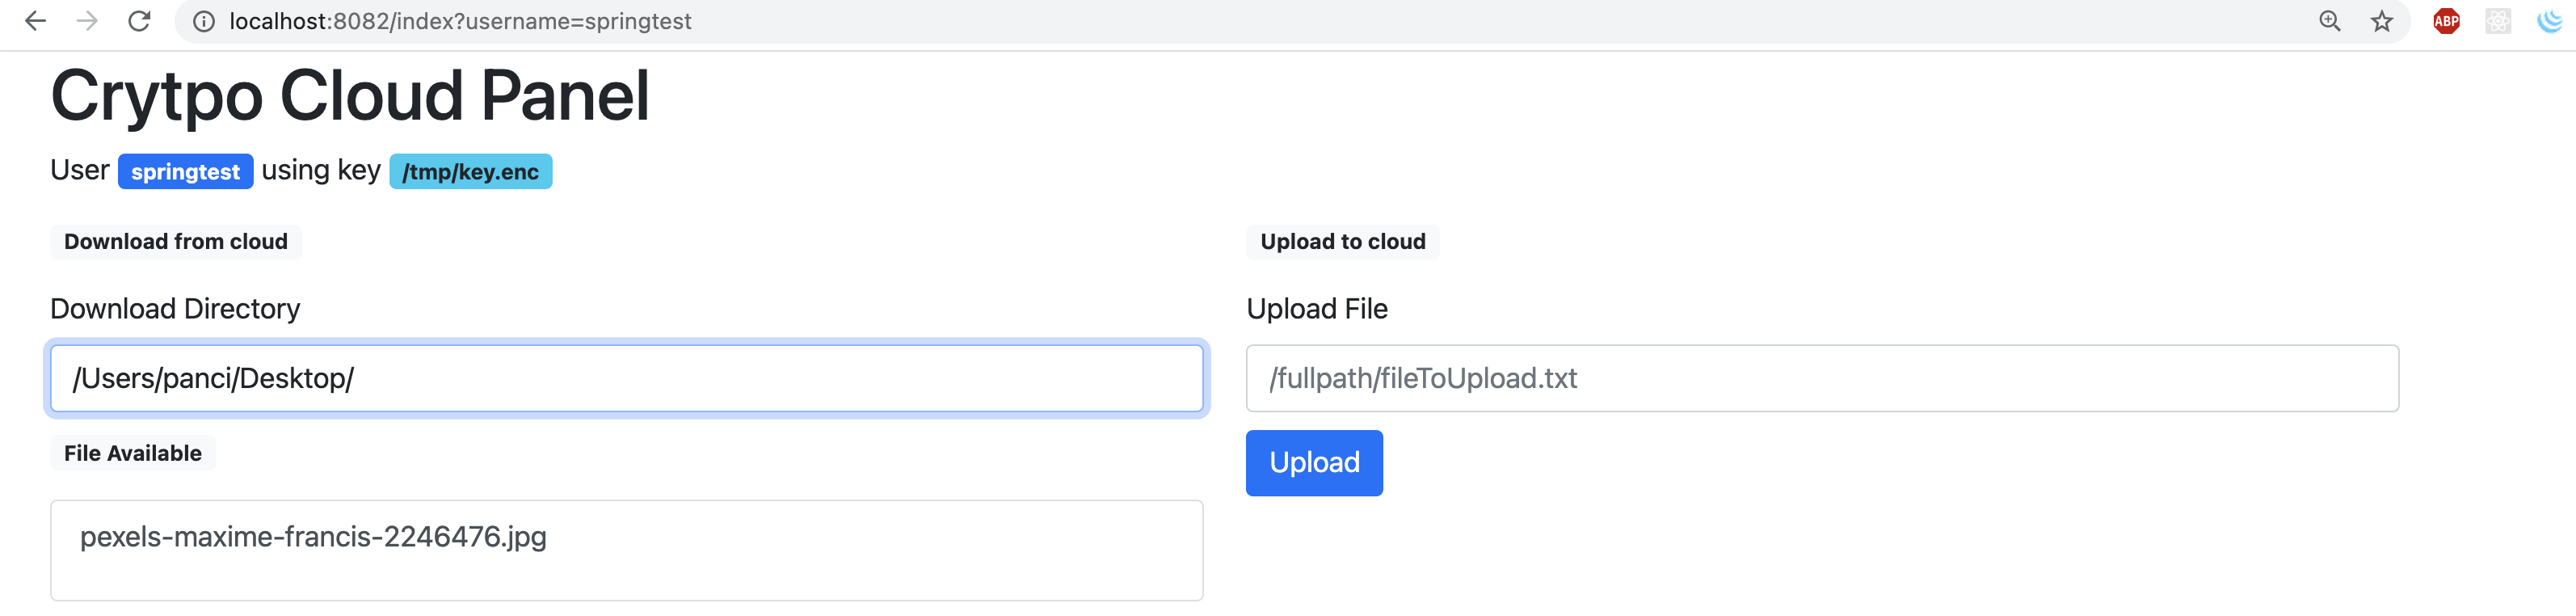 localhost:8082/index?username=springtest
ABP
Crytpo Cloud Panel
User springtest using key /tmp/key.enc
Download from cloud
Download Directory
/Users/panci/Desktop/
File Available
pexels-maxime-francis-2246476.jpg
Upload to cloud
Upload File
/fullpath/fileToUpload.txt
Upload